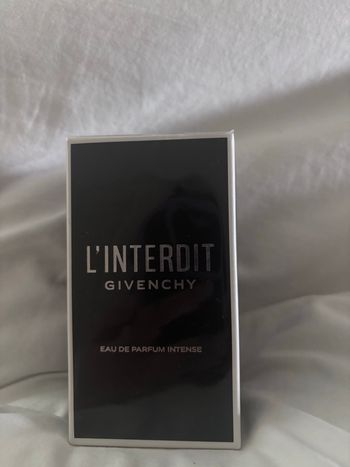 L'INTERDIT
GIVENCHY
EAU DE PARFUM INTENSE